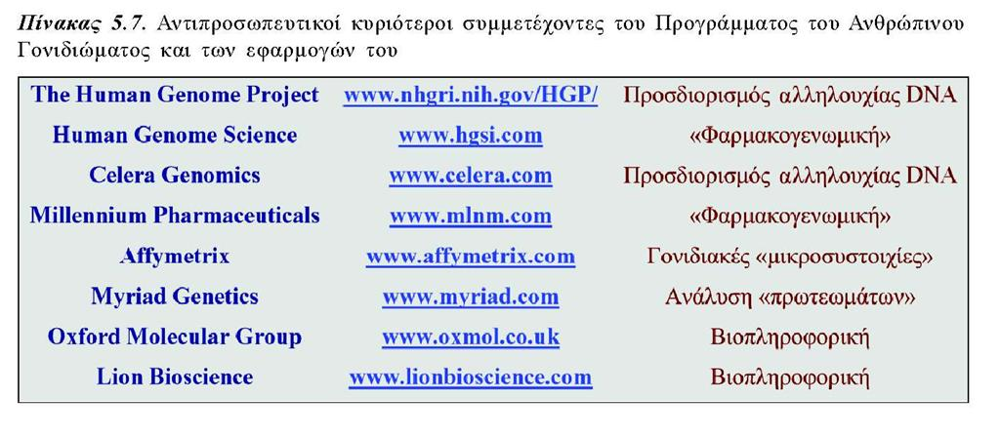 Πίνακας 5.7. Αντιπροσωπευτικοί κυριότεροι συμμετέχοντες του Προγράμματος του Ανθρώπινου
Γονιδιώματος και των εφαρμογών του
The Human Genome Project www.nhgri.nih.gov/HGP/ Προσδιορισμός αλληλουχίας DNA
Human Genome Science www.hgsi.com «Φαρμακογενωμική»
Celera Genomics www.celera.com Προσδιορισμός αλληλουχίας DNA
Millennium Pharmaceuticals www.mlnm.com «Φαρμακογενωμική»
Affymetrix www.affymetrix.com Γονιδιακές «μικροσυστοιχίες»
Myriad Genetics www.myriad.com Ανάλυση «πρωτεωμάτων»
Oxford Molecular Group www.oxmol.co.uk Βιοπληροφορική
Lion Bioscience www.lionbioscience.com Βιοπληροφορική